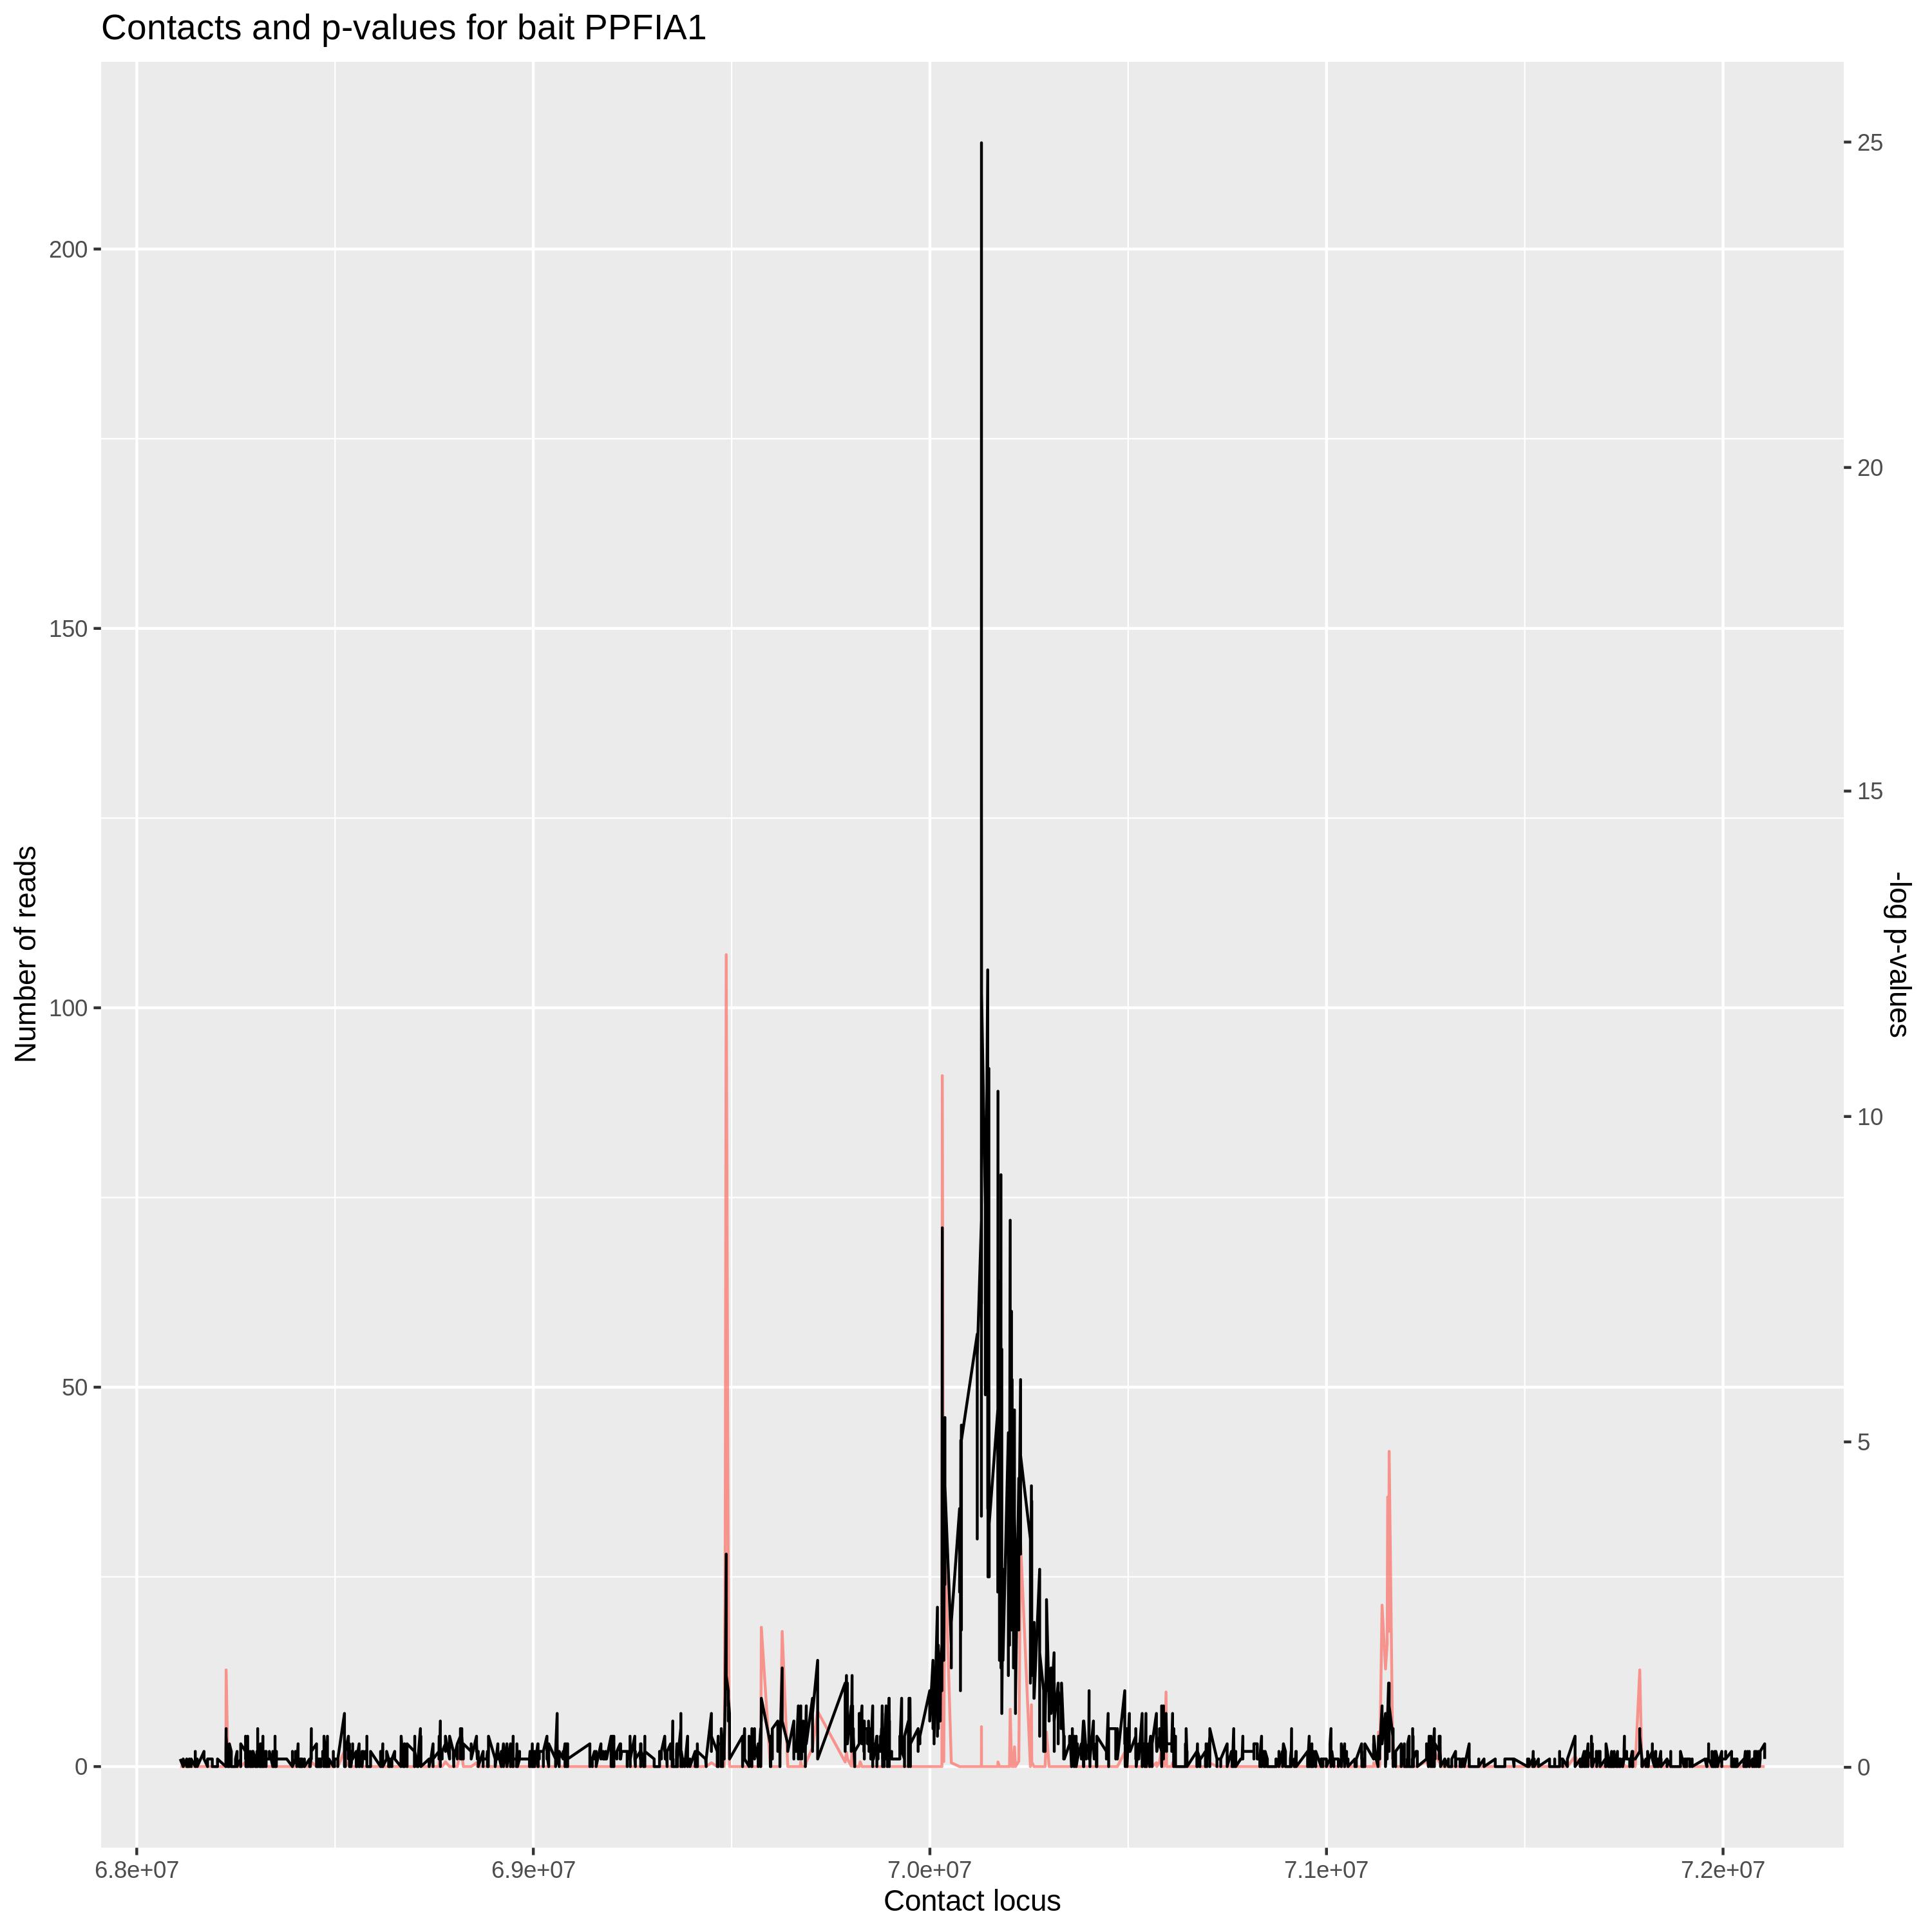 Contacts and p-values for bait PPFIA1
Number of reads
200
150
100
50
0
25
20
15
10
5
0
-log p-values
6.8e+07
6.9e+07
7.0e+07
7.1e+07
7.2e+07
Contact locus